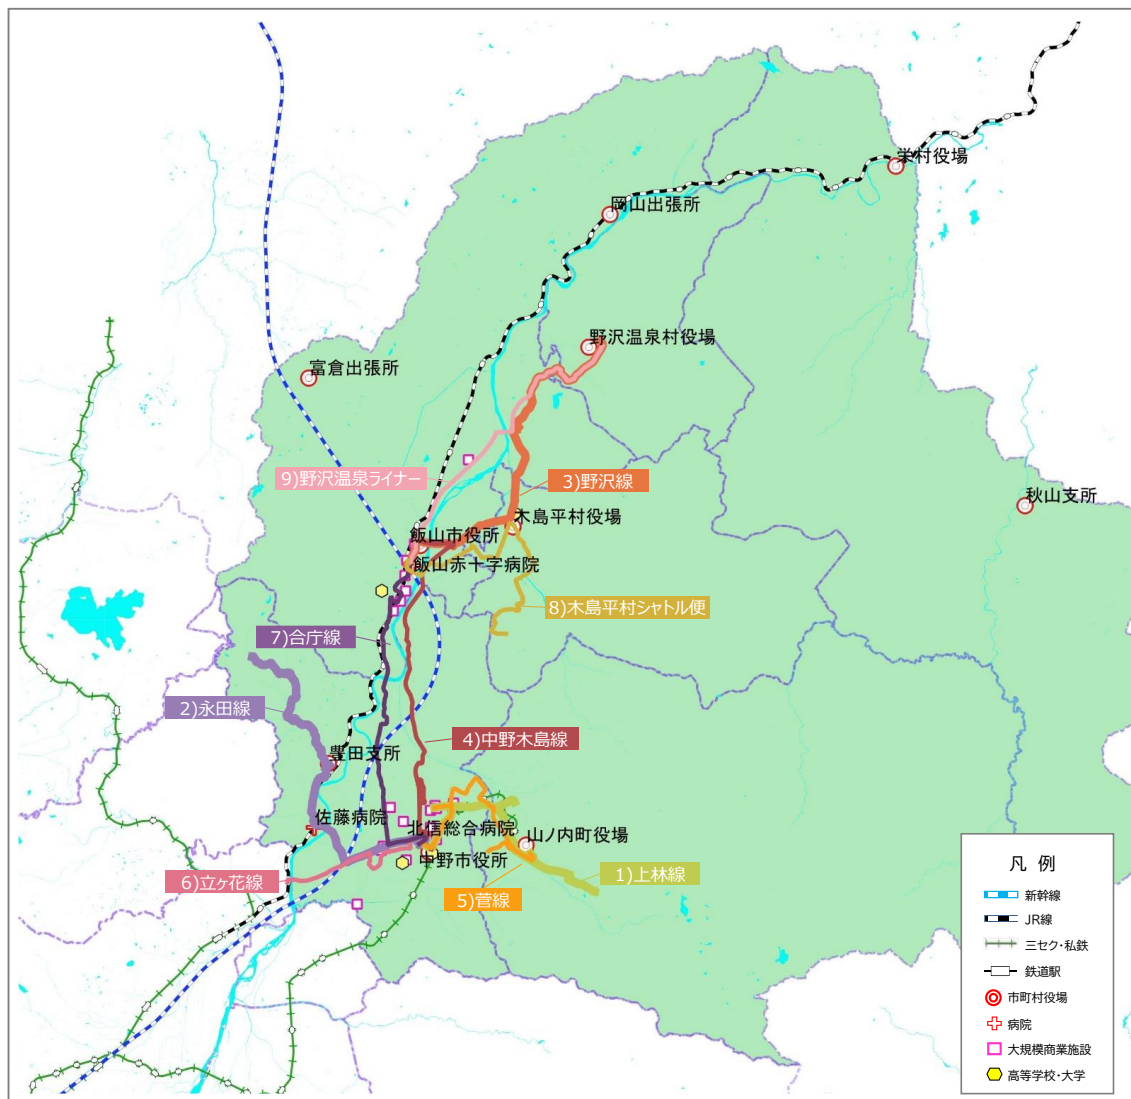 栄村役場
岡山出張所
野沢温泉村役場
富倉出張所
9)野沢温泉ライナー
3)野沢線
秋山支所
木島平村役場
飯山市役所
飯山赤十字病院
8)木島平村シャトル便
7)合庁線
2)永田線
4)中野木島線
豊田支所
佐藤病院
北信総合病院
山ノ内町役場
中野市役所
6)立ヶ花線
1)上林線
5)菅線
凡 例
新幹線
JR線
三セク・私鉄
鉄道駅
市町村役場
病院
大規模商業施設
高等学校・大学